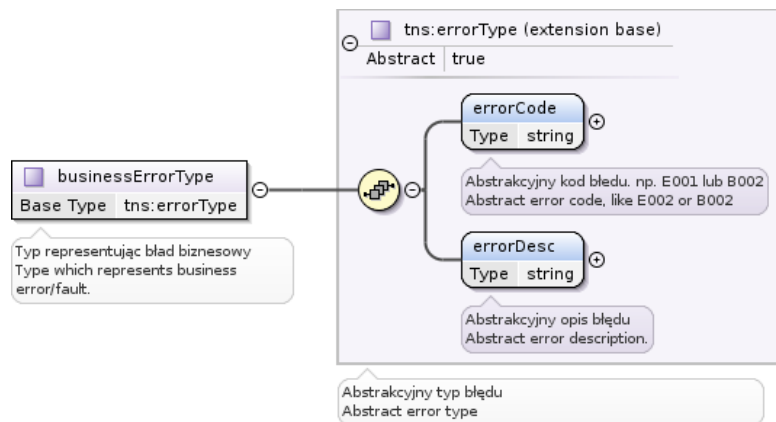 tns:errorType (extension base)
Abstract true
errorCode
Type string
Abstrakcyjny kod błedu. np. E001 lub B002
Abstract error code, like E002 or B002
businessErrorType
Base Type tns:errorType
Typ representując bład biznesowy
Type which represents business
error/fault.
errorDesc
Type string
Abstrakcyjny opis błędu
Abstract error description.
Abstrakcyjny typ błędu
Abstract error type